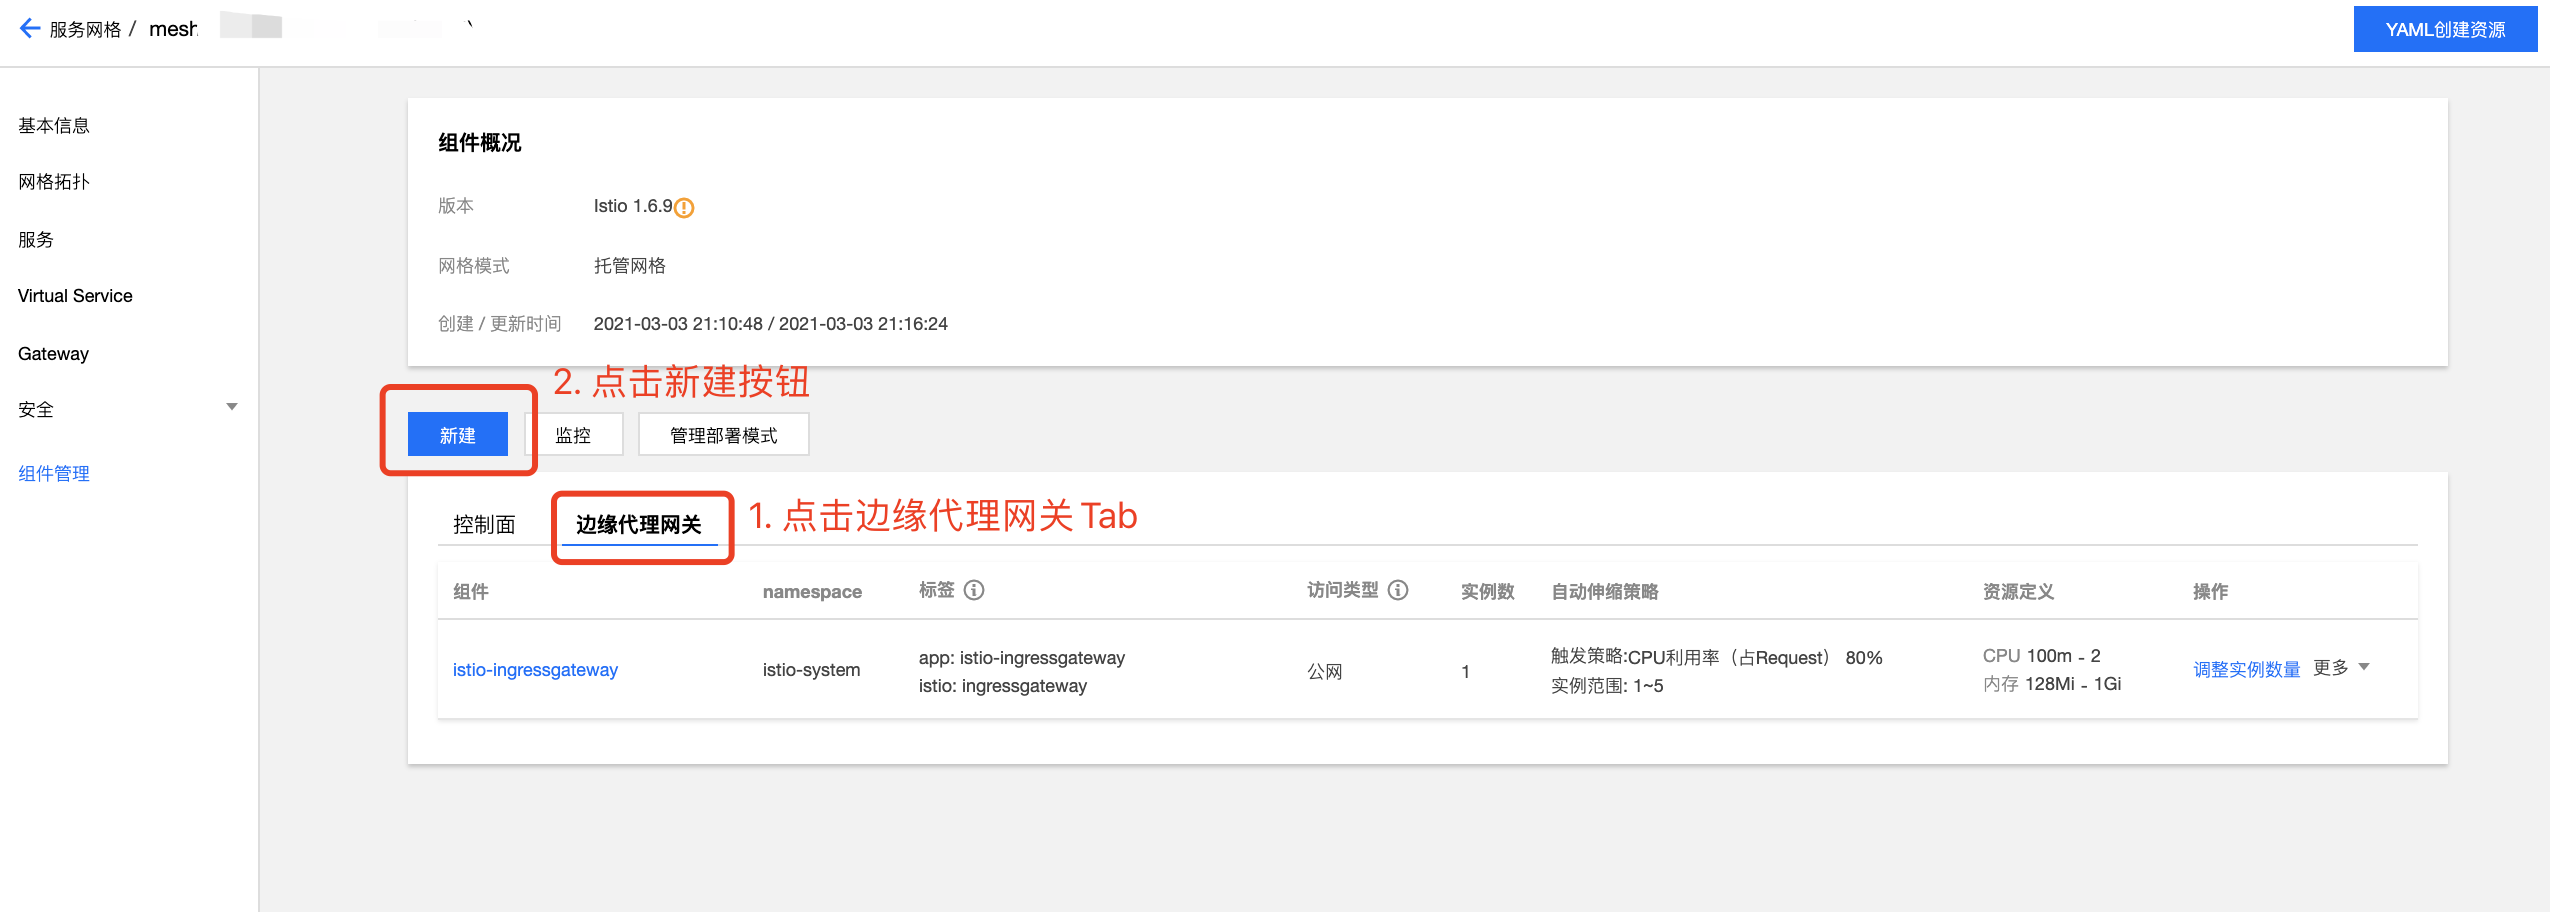 服务网格 / mesh
YAML创建资源
基本信息
网格拓扑
服务
Virtual Service
Gateway
安全
组件管理
组件概况
版本 Istio 1.6.9
网格模式 托管网格
创建 / 更新时间 2021-03-03 21:10:48 / 2021-03-03 21:16:24
2. 点击新建按钮
新建 监控 管理部署模式
控制面 边缘代理网关 1. 点击边缘代理网关 Tab
组件 namespace 标签 访问类型 实例数 自动伸缩策略 资源定义 操作
istio-ingressgateway istio-system app: istio-ingressgateway 公网 1 触发策略:CPU利用率（占Request） 80% CPU 100m - 2 调整实例数量 更多
istio: ingressgateway 实例范围: 1~5 内存 128Mi - 1Gi